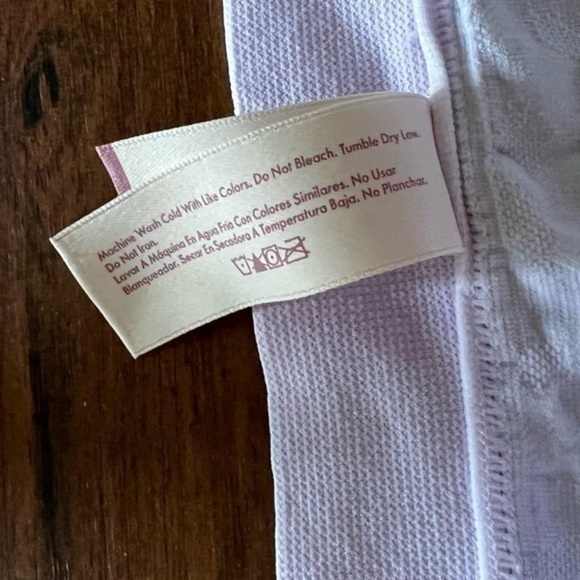 Machine Wash Cold With Like Colors. Do Not Bleach. Tumble Dry Low.
Do Not Iron.
Lavar A Máquina En Agua Fria Con Colores Similares. No Usar
Blanqueador. Secar En Secadora A Temperatura Baja. No Planchar.